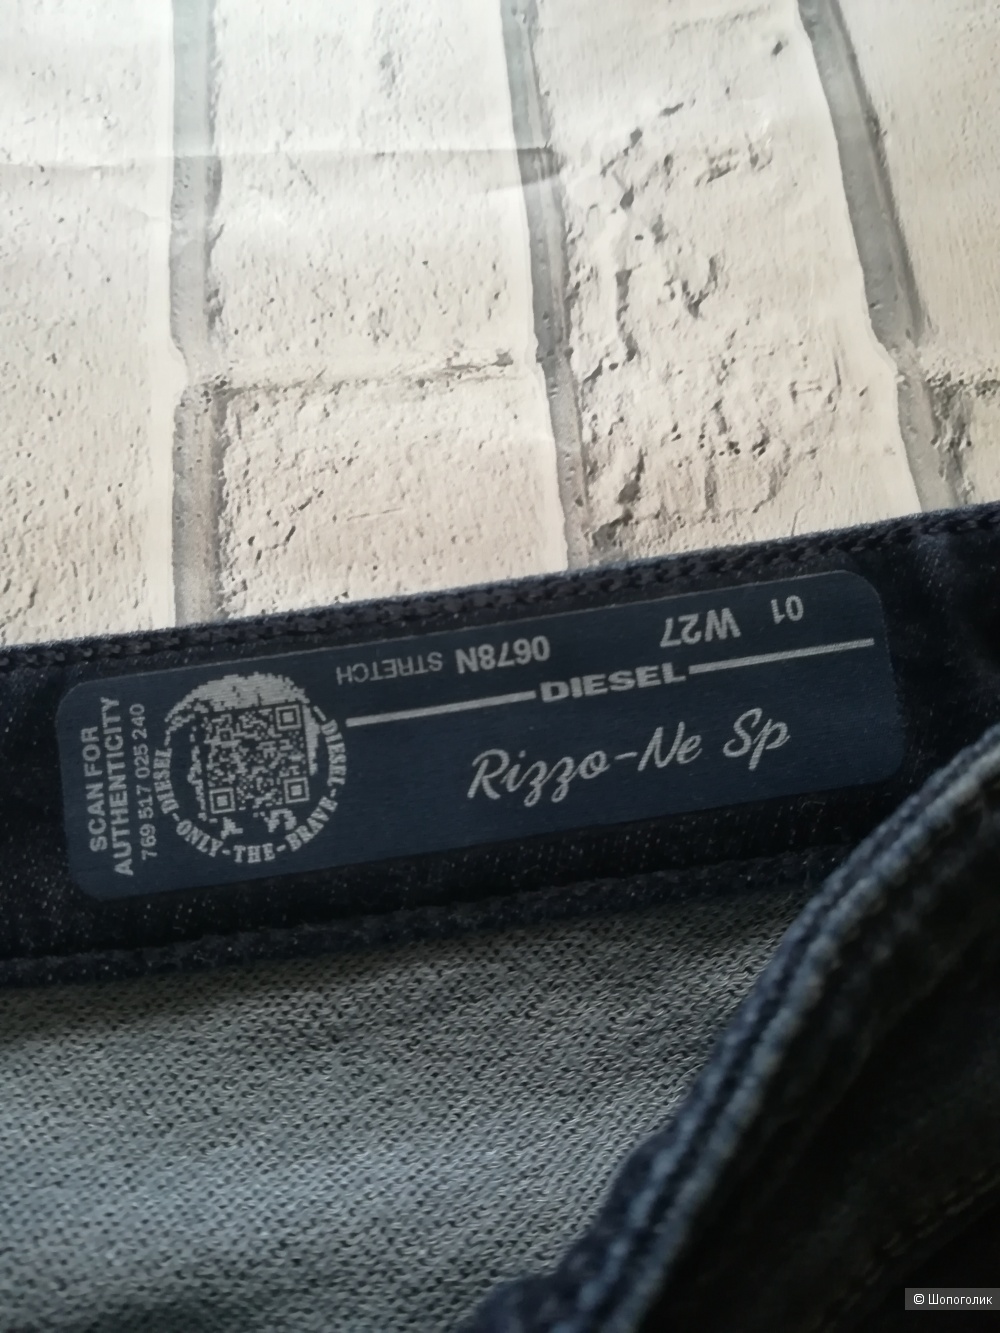 SCAN FOR
AUTHENTICITY
769 517 025 240
DIESEL-ONLY-THE-BRAVE-DIESEL
0678N STRETCH
01 W27
DIESEL
Rizzo-Ne Sp
© Шопоголик